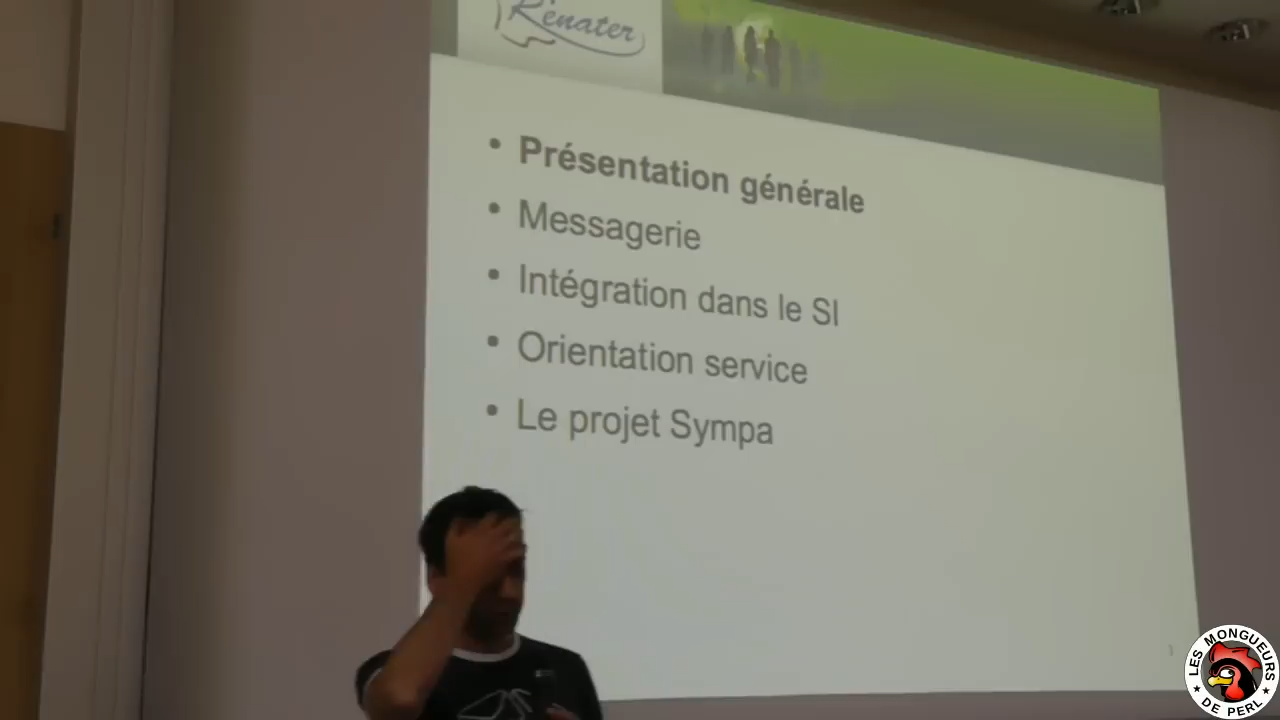 Renater
• Présentation générale
• Messagerie
• Intégration dans le SI
• Orientation service
• Le projet Sympa
LES MONGUEURS
DE PERL